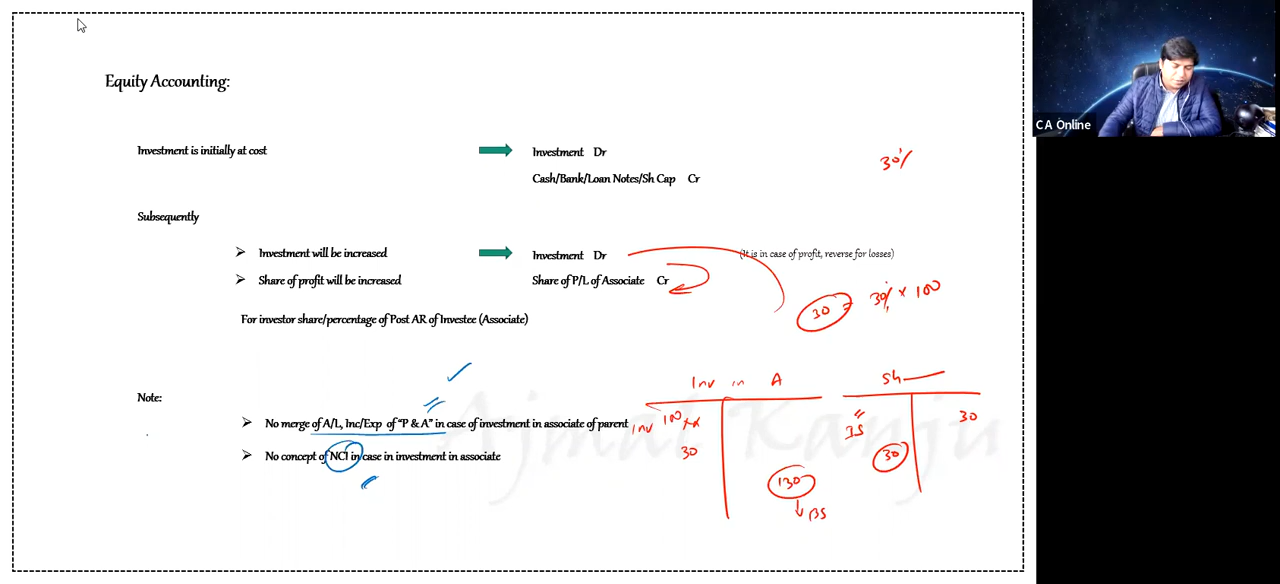 Equity Accounting:
Investment is initially at cost
Investment Dr
30%
Cash/Bank/Loan Notes/Sh Cap Cr
Subsequently
Investment will be increased
Investment Dr
(It is in case of profit, reverse for losses)
Share of profit will be increased
Share of P/L of Associate Cr
30 = 30% x 100
For investor share/percentage of Post AR of Investee (Associate)
Inv in A
Sh
Note:
No merge of A/L, Inc/Exp of "P & A" in case of investment in associate of parent
Inv 100
30
No concept of NCI in case in investment in associate
30
30
130
BS
Ajmal Kanju
CA Online